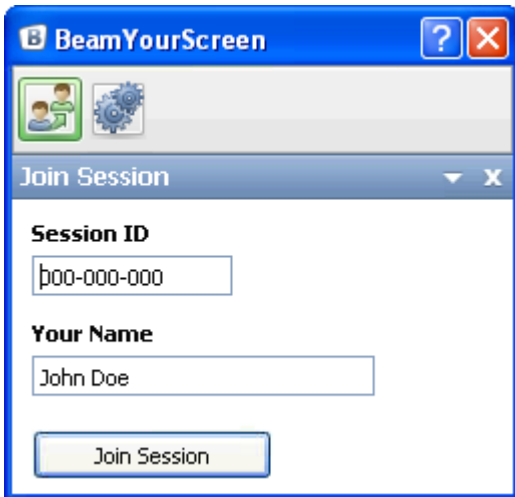 BeamYourScreen
Join Session
Session ID
000-000-000
Your Name
John Doe
Join Session